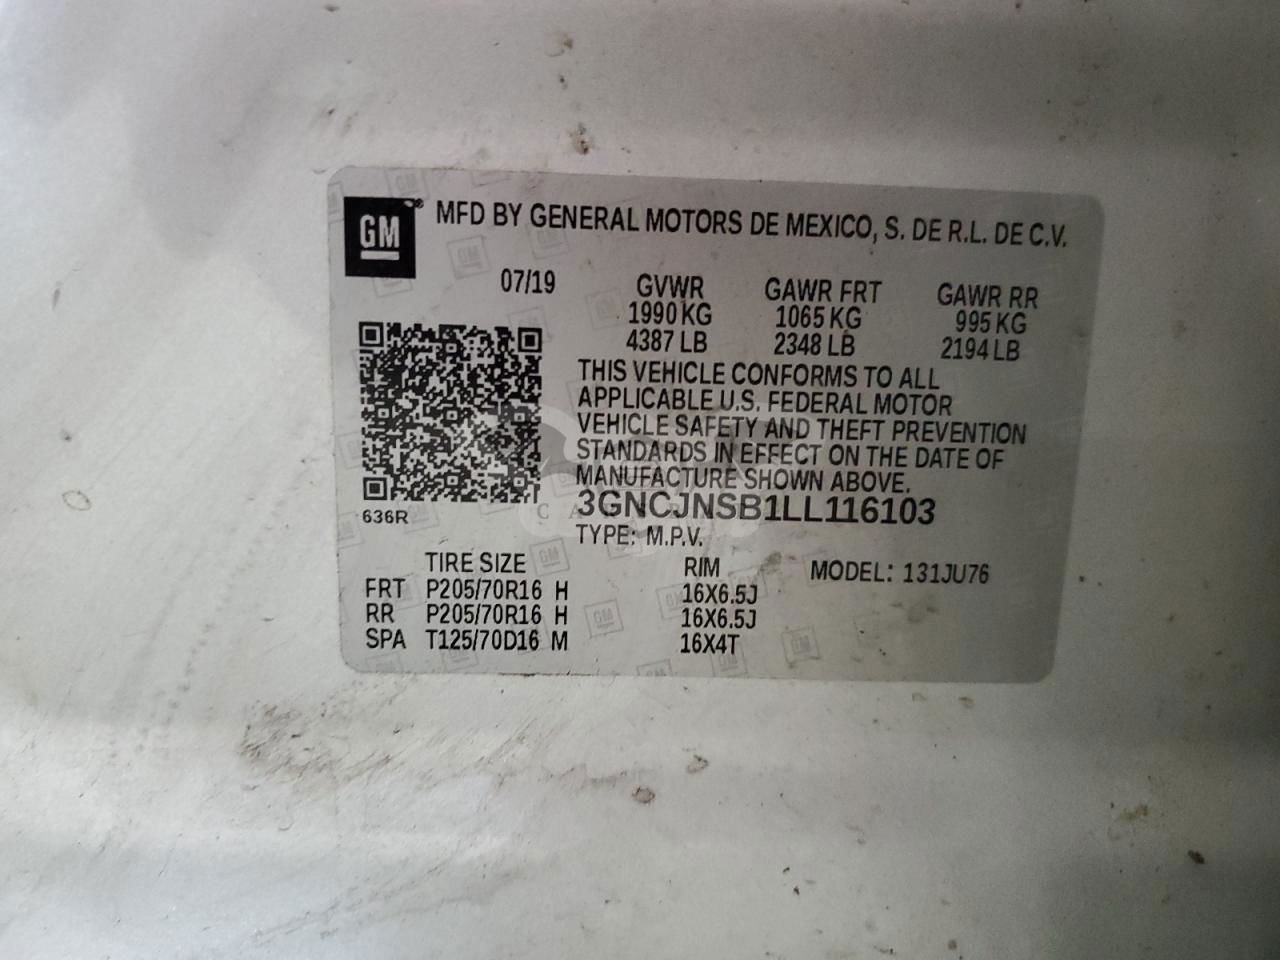 GM
MFD BY GENERAL MOTORS DE MEXICO, S. DE R.L. DE C.V.
07/19 GVWR GAWR FRT GAWR RR
1990 KG 1065 KG 995 KG
4387 LB 2348 LB 2194 LB
THIS VEHICLE CONFORMS TO ALL
APPLICABLE U.S. FEDERAL MOTOR
VEHICLE SAFETY AND THEFT PREVENTION
STANDARDS IN EFFECT ON THE DATE OF
MANUFACTURE SHOWN ABOVE.
3GNCJNSB1LL116103
636R
TYPE: M.P.V.
TIRE SIZE RIM MODEL: 131JU76
FRT P205/70R16 H 16X6.5J
RR P205/70R16 H 16X6.5J
SPA T125/70D16 M 16X4T